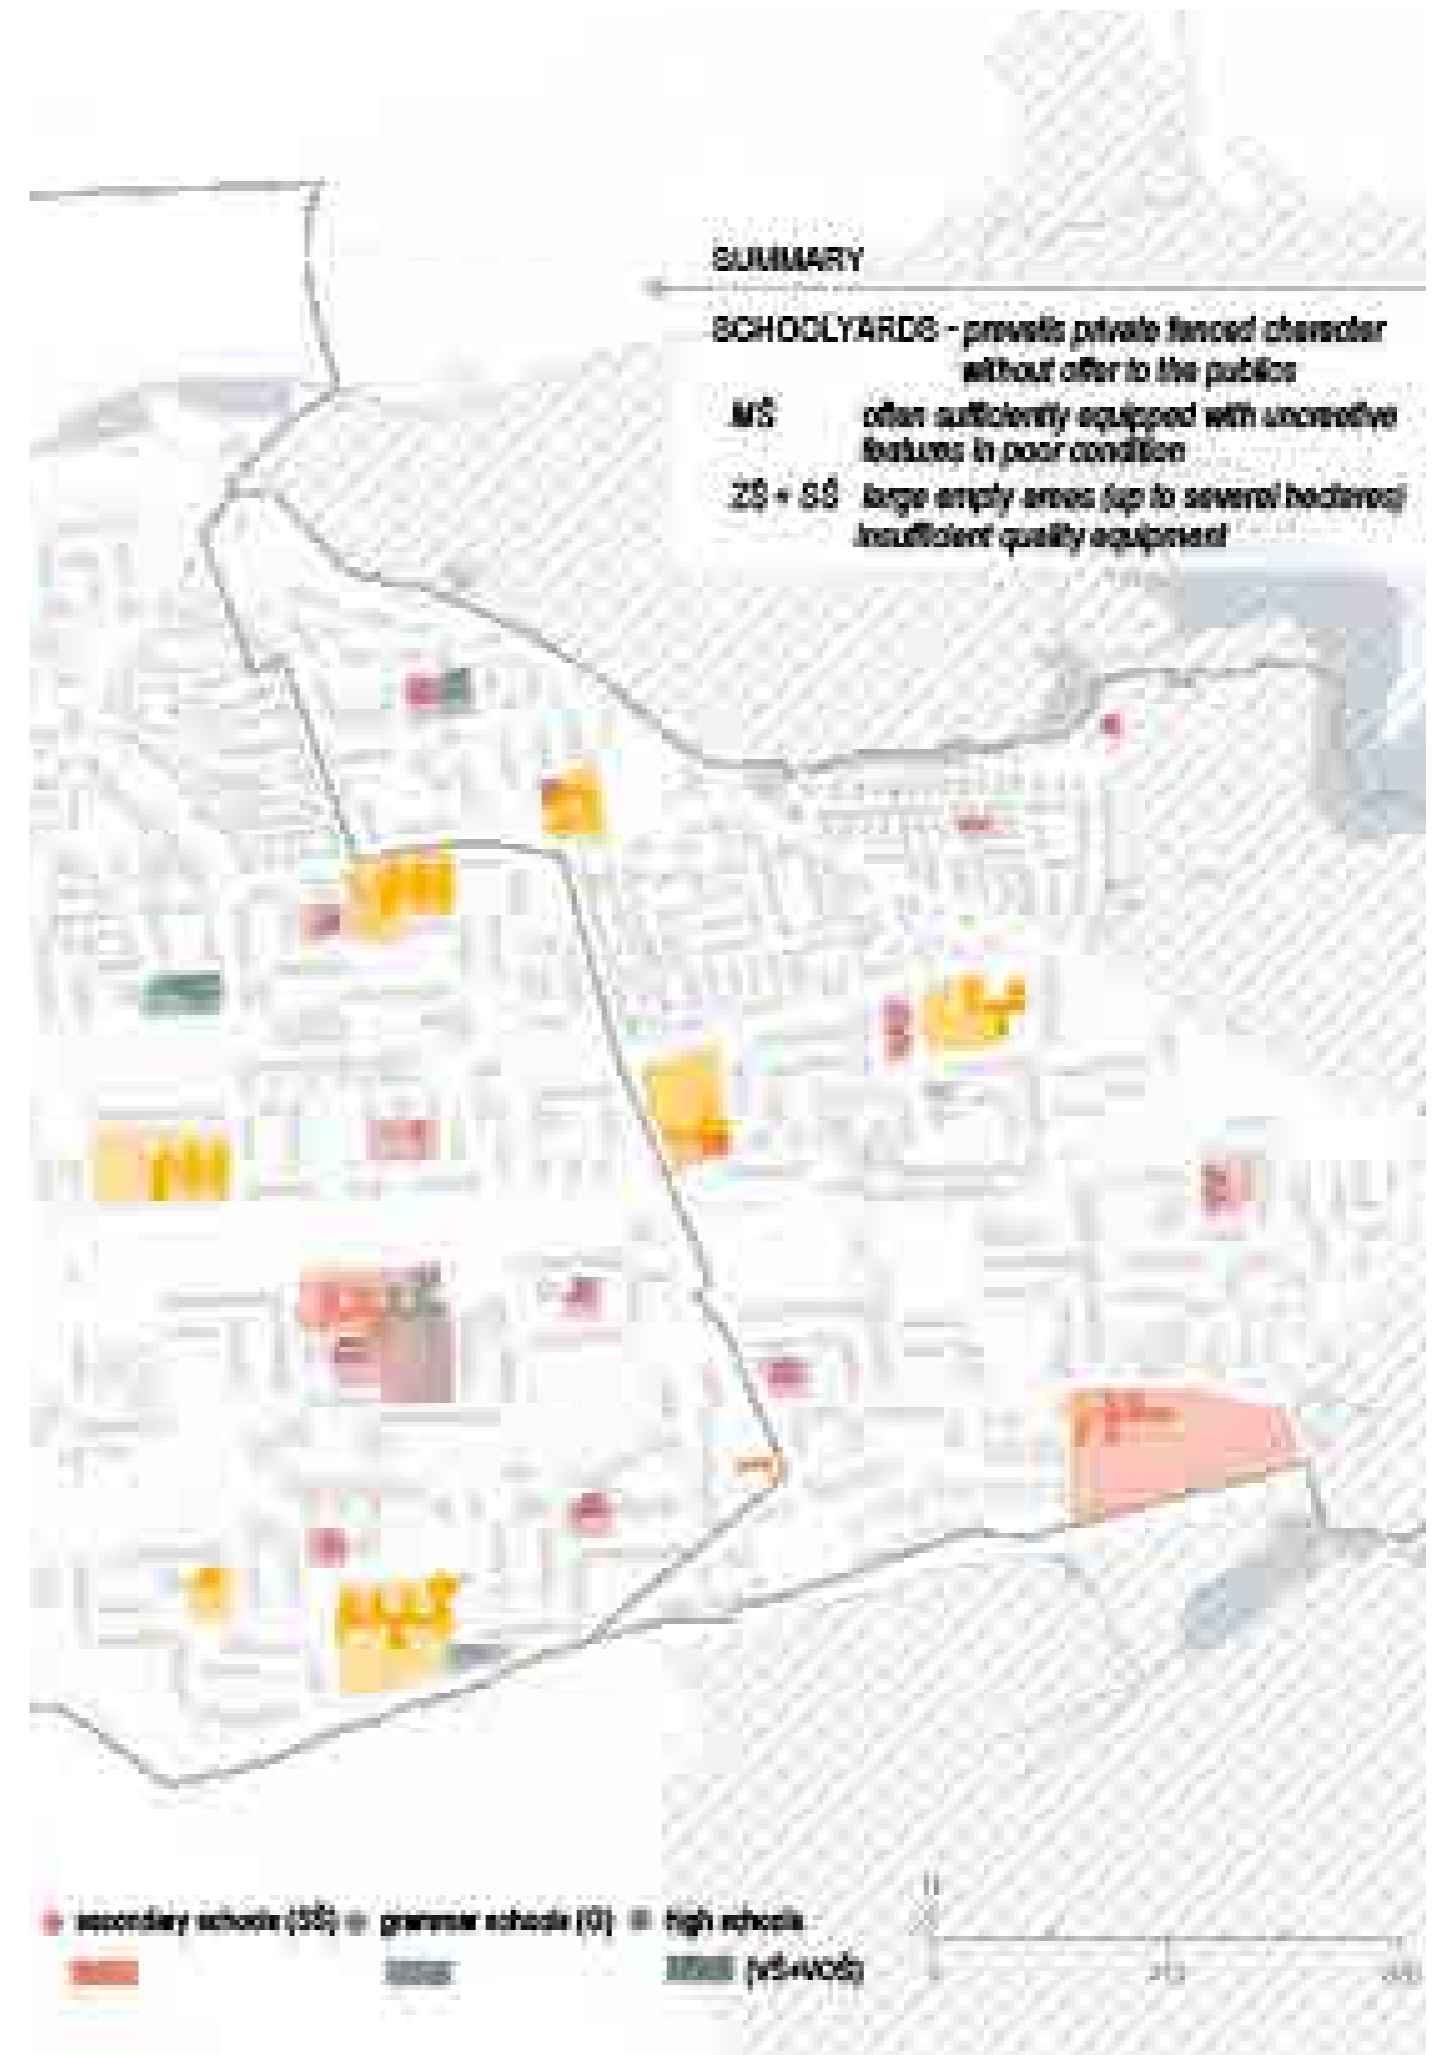 SUMMARY
SCHOOLYARDS - prevails private fenced character
without offer to the publics
MŠ often sufficiently equipped with uncreative
features in poor condition
ZŠ + SŠ large empty areas (up to several hectares)
insufficient quality equipment
secondary schools (SŠ) grammar schools (G) high schools
(VŠ+VOŠ)